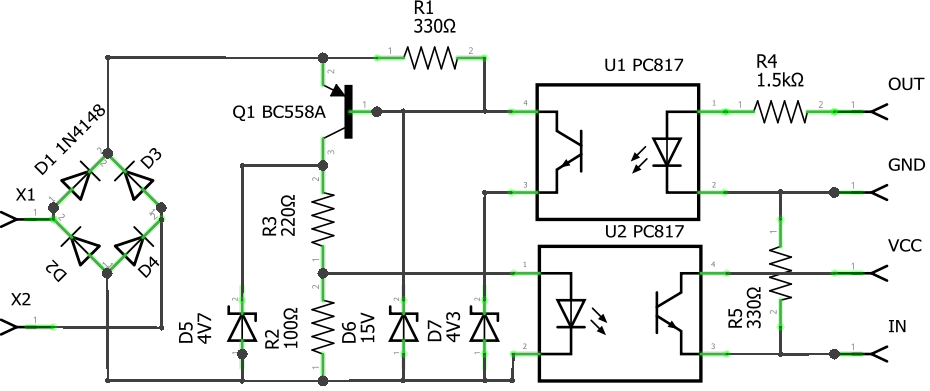 R1
330Ω
U1 PC817
R4
1.5kΩ
OUT
2
1
2
4
1
1
2
1
Q1 BC558A
1
D1 1N4148
D3
3
GND
3
2
1
X1
1
2
2
1
2
R3
220Ω
U2 PC817
1
VCC
D2
D4
1
1
4
1
X2
1
2
2
2
2
2
D5
4V7
R2
100Ω
D6
15V
D7
4V3
R5
330Ω
2
IN
1
1
1
1
1
2
3
1